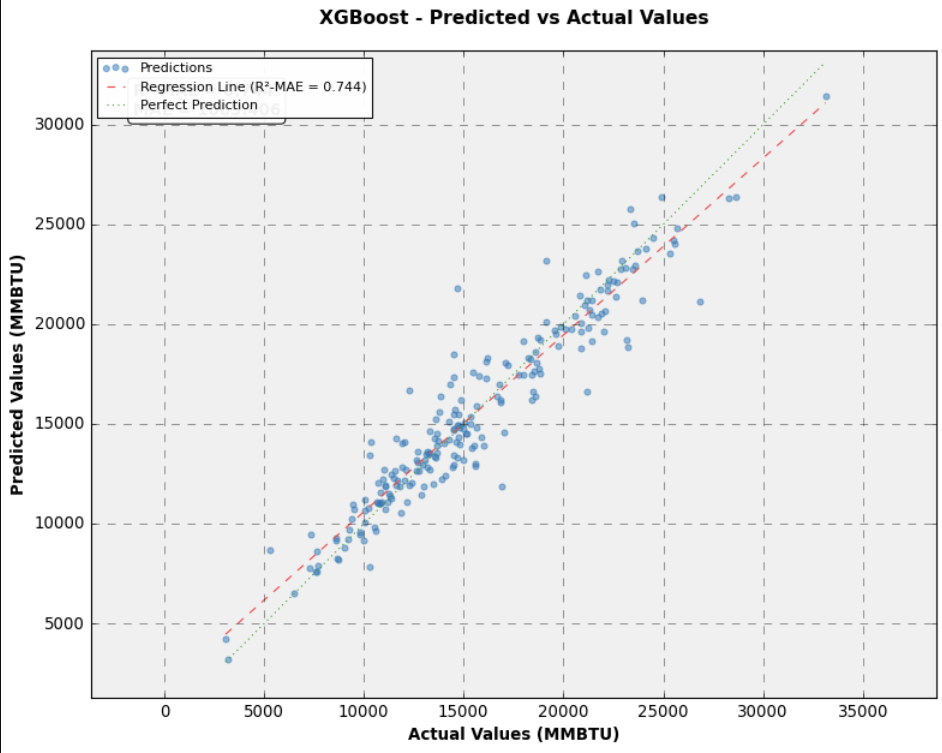 XGBoost - Predicted vs Actual Values
Predictions
Regression Line (R²-MAE = 0.744)
Perfect Prediction
30000
25000
20000
15000
10000
5000
Predicted Values (MMBTU)
0 5000 10000 15000 20000 25000 30000 35000
Actual Values (MMBTU)